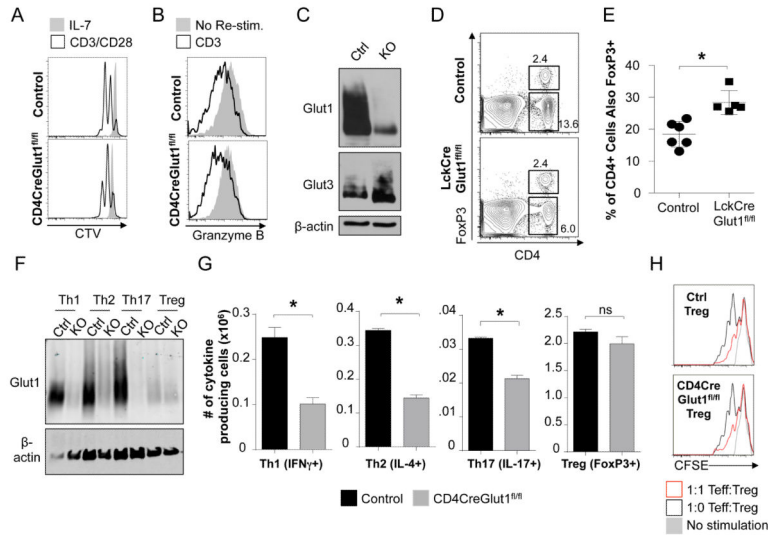 A
IL-7
CD3/CD28
Control
CD4CreGlut1fl/fl
CTV
B
No Re-stim.
CD3
Control
CD4CreGlut1fl/fl
Granzyme B
C
Ctrl
KO
Glut1
Glut3
β-actin
D
Control
2.4
13.6
LckCre
Glut1fl/fl
2.4
6.0
FoxP3
CD4
E
% of CD4+ Cells Also FoxP3+
60
40
30
20
10
0
*
Control
LckCre
Glut1fl/fl
F
Th1 Th2 Th17 Treg
Ctrl KO Ctrl KO Ctrl KO Ctrl KO
Glut1
β-
actin
G
# of cytokine
producing cells (x10⁶)
0.3
0.2
0.1
0
*
Th1 (IFNγ+)
0.4
0.3
0.2
0.1
0.0
*
Th2 (IL-4+)
.04
.03
.02
.01
.00
*
Th17 (IL-17+)
2.5
2.0
1.5
1.0
0.5
0.0
ns
Treg (FoxP3+)
Control
CD4CreGlut1fl/fl
H
Ctrl
Treg
CD4Cre
Glut1fl/fl
Treg
CFSE
1:1 Teff:Treg
1:0 Teff:Treg
No stimulation